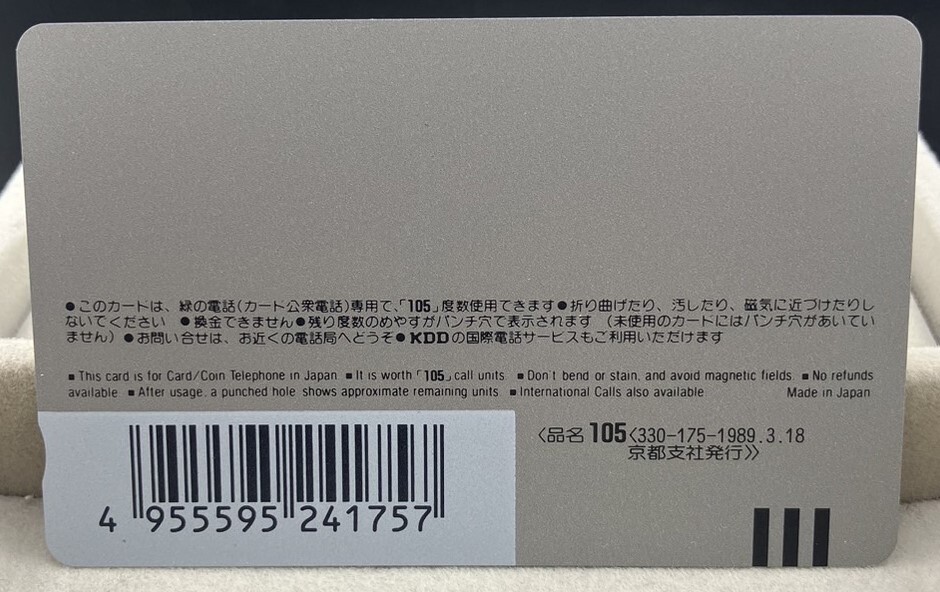 ●このカードは、緑の電話(カード公衆電話)専用で、「105」度数使用できます●折り曲げたり、汚したり、磁気に近づけたりし
ないでください ●換金できません●残り度数のめやすがパンチ穴で表示されます (未使用のカードにはパンチ穴があいてい
ません)●お問い合せは、お近くの電話局へどうぞ●KDDの国際電話サービスもご利用いただけます
■This card is for Card/Coin Telephone in Japan ■It is worth「105」call units. ■Don't bend or stain, and avoid magnetic fields. ■No refunds
available ■After usage, a punched hole shows approximate remaining units. ■International Calls also available Made in Japan
〈品名 105〈330-175-1989.3.18
京都支社発行〉〉
4 955595 241757